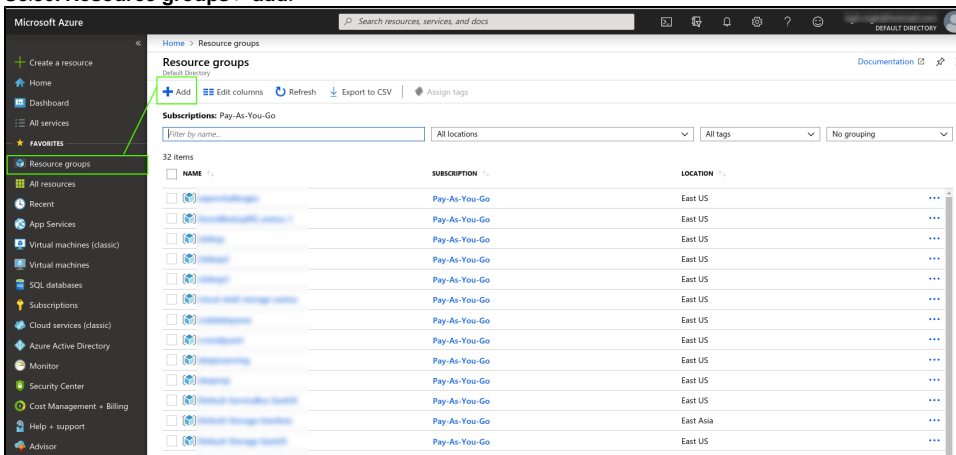 Select Resource groups > add.
Microsoft Azure
Search resources, services, and docs
DEFAULT DIRECTORY
Create a resource
Home
Dashboard
All services
FAVORITES
Resource groups
All resources
Recent
App Services
Virtual machines (classic)
Virtual machines
SQL databases
Subscriptions
Cloud services (classic)
Azure Active Directory
Monitor
Security Center
Cost Management + Billing
Help + support
Advisor
Home > Resource groups
Resource groups
Default Directory
Documentation
Add Edit columns Refresh Export to CSV Assign tags
Subscriptions: Pay-As-You-Go
Filter by name... All locations All tags No grouping
32 items
NAME SUBSCRIPTION LOCATION
Pay-As-You-Go East US
Pay-As-You-Go East US
Pay-As-You-Go East US
Pay-As-You-Go East US
Pay-As-You-Go East US
Pay-As-You-Go East US
Pay-As-You-Go East US
Pay-As-You-Go East US
Pay-As-You-Go East US
Pay-As-You-Go East US
Pay-As-You-Go East US
Pay-As-You-Go East Asia
Pay-As-You-Go East US